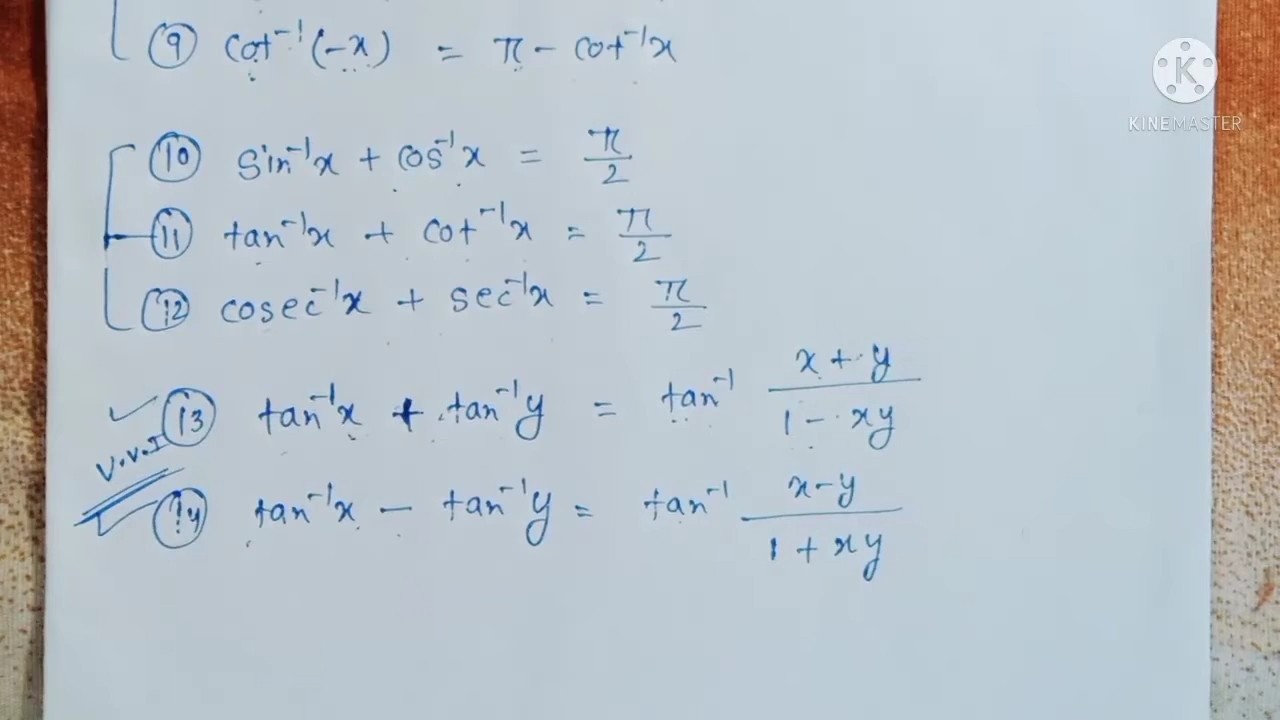 ⑨ cot⁻¹(-x) = π - cot⁻¹x
KINEMASTER
⑩ sin⁻¹x + cos⁻¹x = π/2
⑪ tan⁻¹x + cot⁻¹x = π/2
⑫ cosec⁻¹x + sec⁻¹x = π/2
⑬ tan⁻¹x + tan⁻¹y = tan⁻¹ (x + y)/(1 - xy)
V.V.I
⑭ tan⁻¹x - tan⁻¹y = tan⁻¹ (x-y)/(1 + xy)